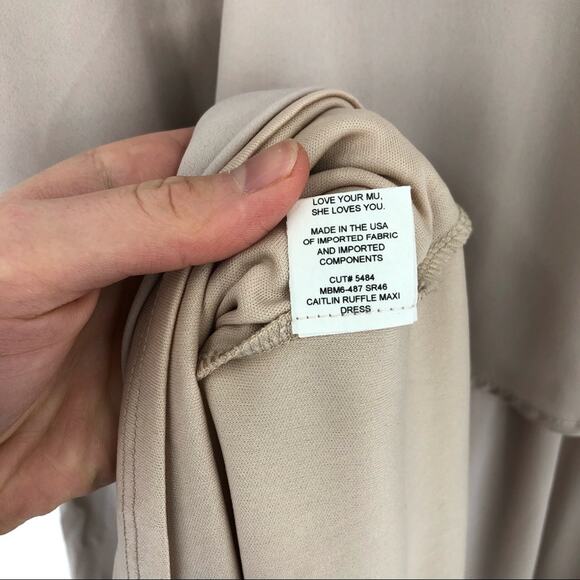 LOVE YOUR MU,
SHE LOVES YOU.
MADE IN THE USA
OF IMPORTED FABRIC
AND IMPORTED
COMPONENTS
CUT# 5484
MBM6-487 SR46
CAITLIN RUFFLE MAXI
DRESS